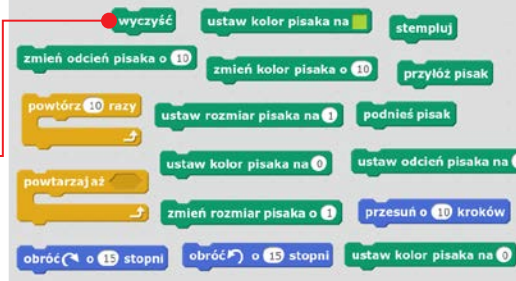 wyczyść ustaw kolor pisaka na stempluj
zmień odcień pisaka o 10 zmień kolor pisaka o 10 przyłóż pisak
powtórz 10 razy ustaw rozmiar pisaka na 1 podnieś pisak
ustaw kolor pisaka na 0 ustaw odcień pisaka na
powtarzaj aż zmień rozmiar pisaka o 1 przesuń o 10 kroków
obróć o 15 stopni obróć o 15 stopni ustaw kolor pisaka na 0